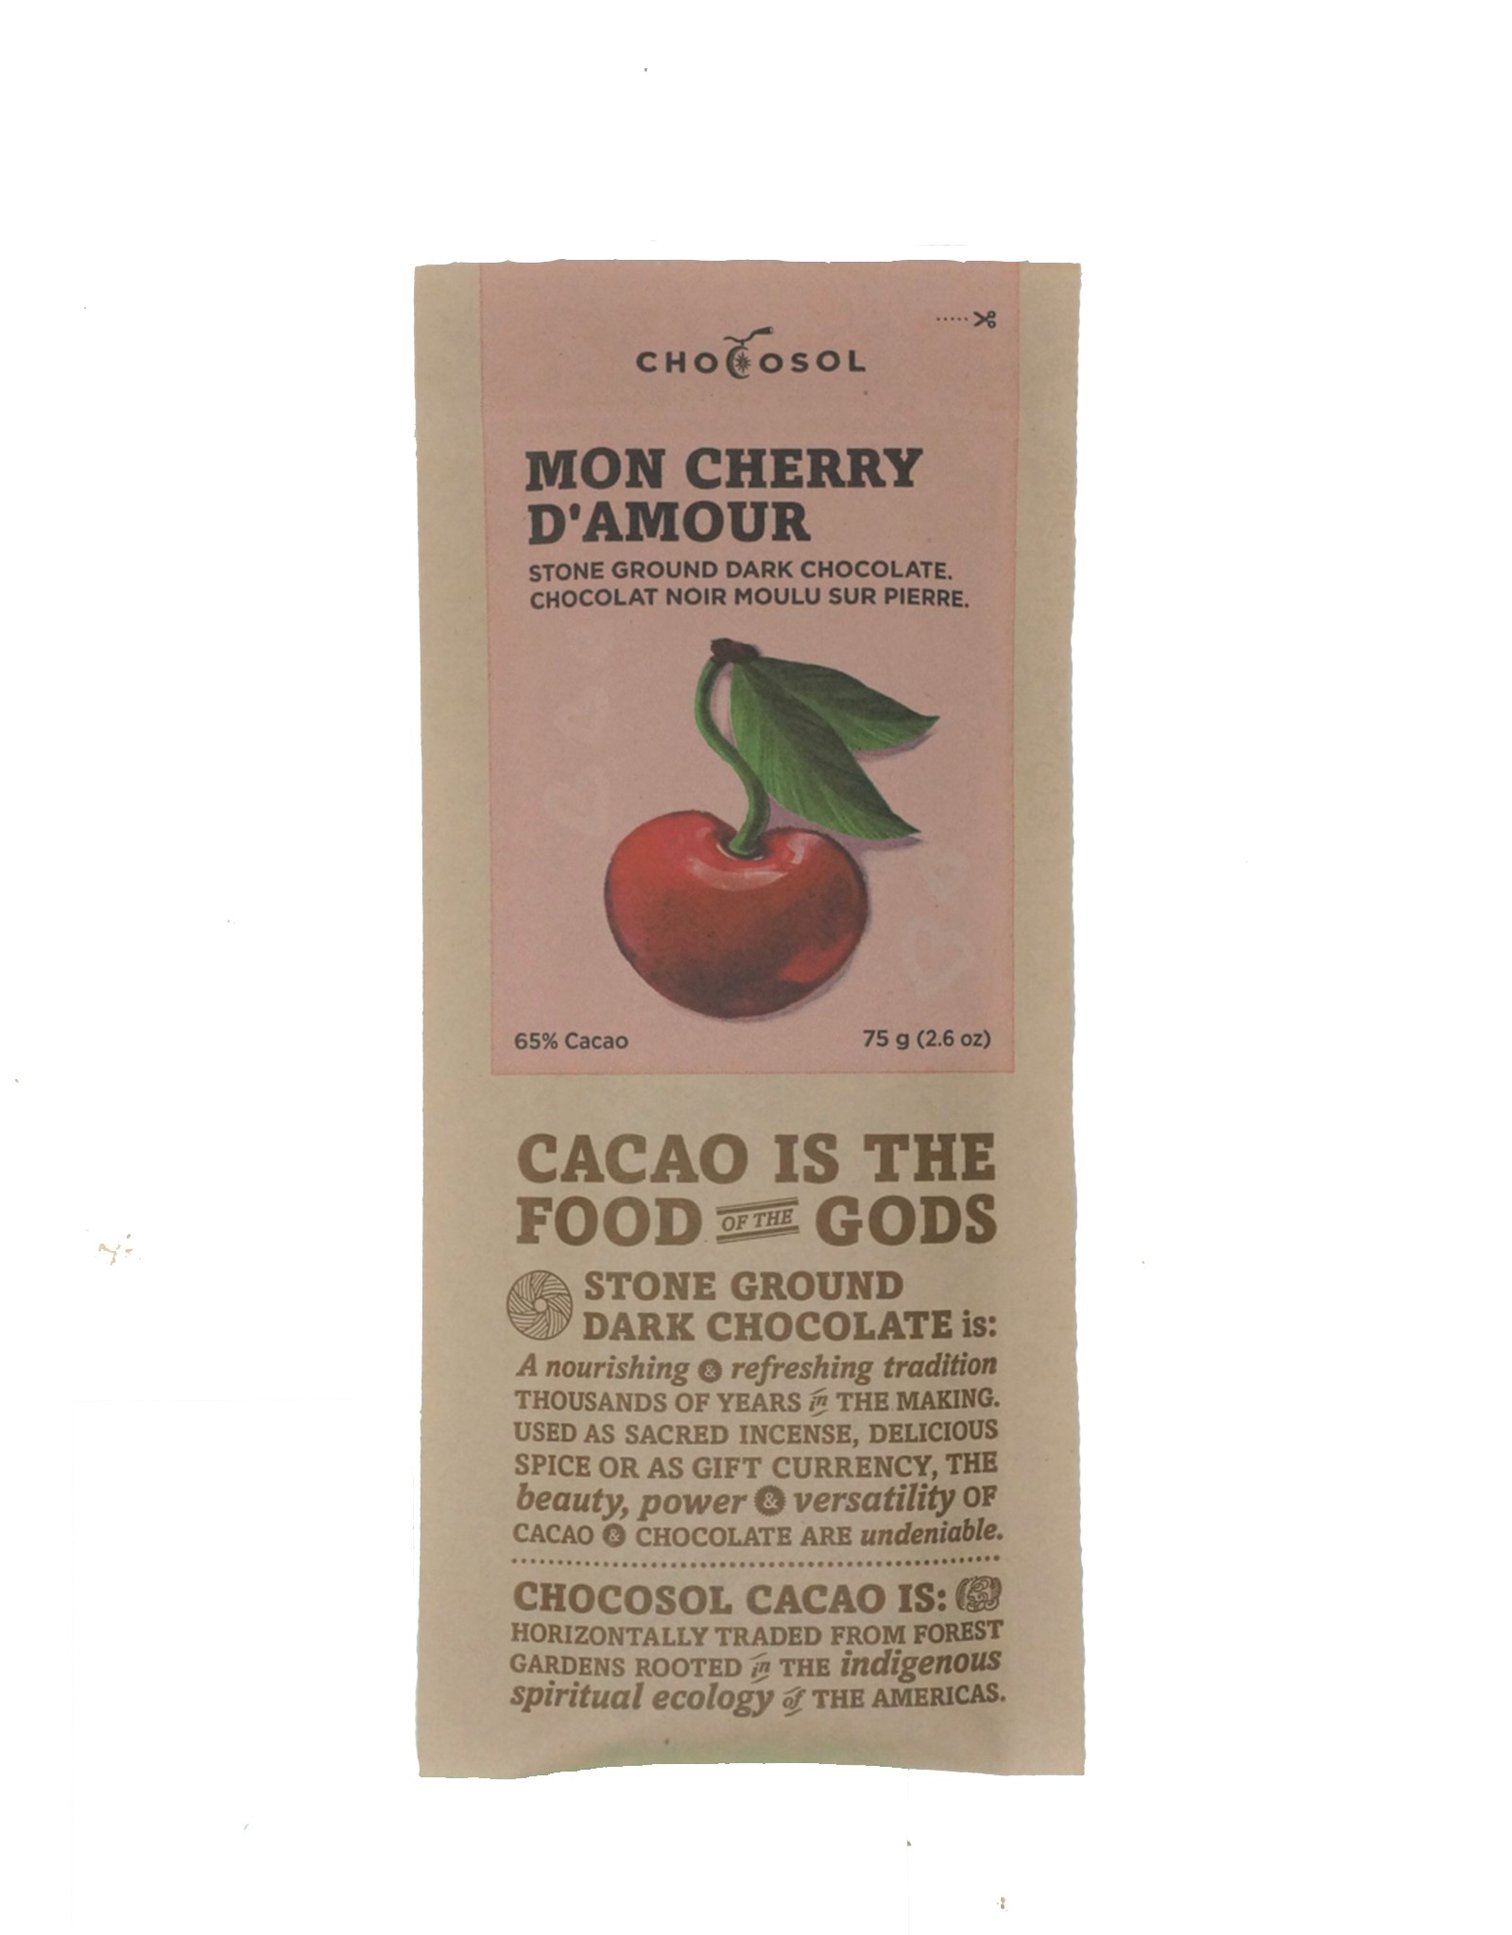 CHOCOSOL
MON CHERRY
D'AMOUR
STONE GROUND DARK CHOCOLATE.
CHOCOLAT NOIR MOULU SUR PIERRE.
65% Cacao
75 g (2.6 oz)
CACAO IS THE
FOOD OF THE GODS
STONE GROUND
DARK CHOCOLATE is:
A nourishing & refreshing tradition
THOUSANDS OF YEARS in THE MAKING.
USED AS SACRED INCENSE, DELICIOUS
SPICE OR AS GIFT CURRENCY, THE
beauty, power & versatility OF
CACAO & CHOCOLATE ARE undeniable.
CHOCOSOL CACAO IS:
HORIZONTALLY TRADED FROM FOREST
GARDENS ROOTED in THE indigenous
spiritual ecology of THE AMERICAS.